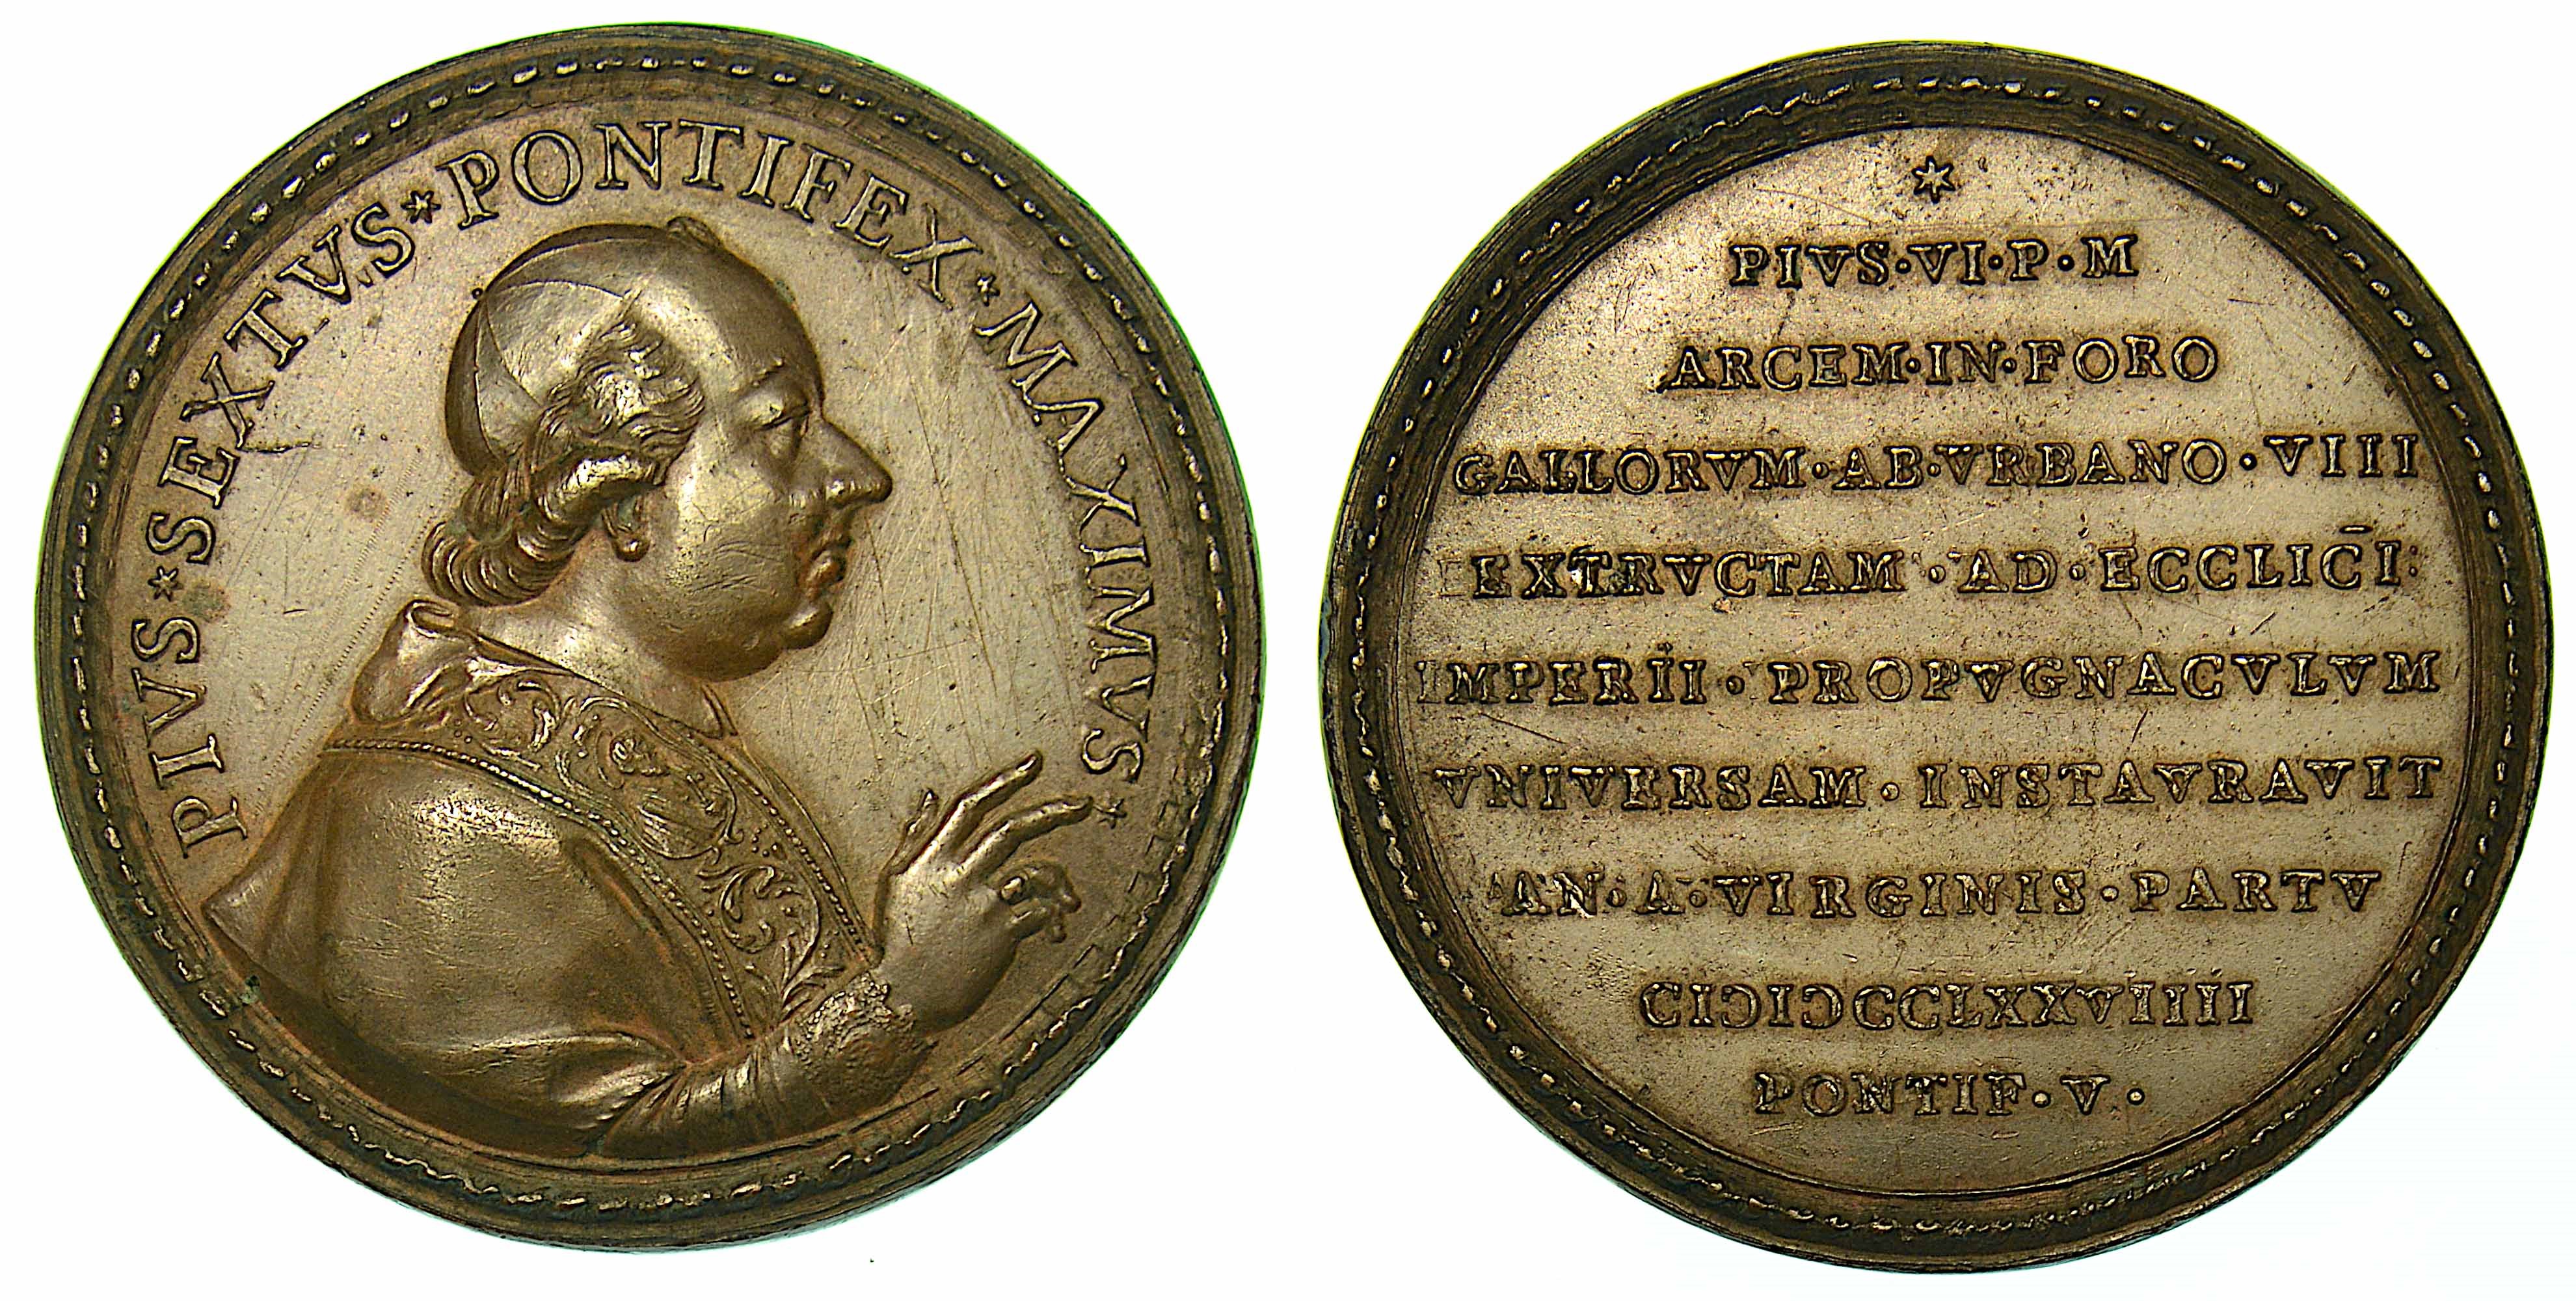 PIVS * SEXTVS * PONTIFEX * MAXIMVS *
*
PIVS · VI · P · M
ARCEM · IN · FORO
GALLORVM · AB · VRBANO · VIII
EXTRVCTAM · AD · ECCLICI̅ :
IMPERII · PROPVGNACVLVM
VNIVERSAM · INSTAVRAVIT
AN · A · VIRGINIS · PARTV
CIƆIƆCCLXXVIIII
PONTIF · V ·